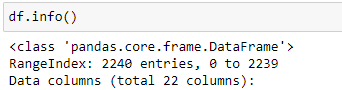 df.info()
<class 'pandas.core.frame.DataFrame'>
RangeIndex: 2240 entries, 0 to 2239
Data columns (total 22 columns):